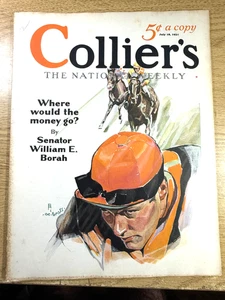 5¢ a copy
Collier's
THE NATIONAL WEEKLY
Where
would the
money go?
By
Senator
William E.
Borah